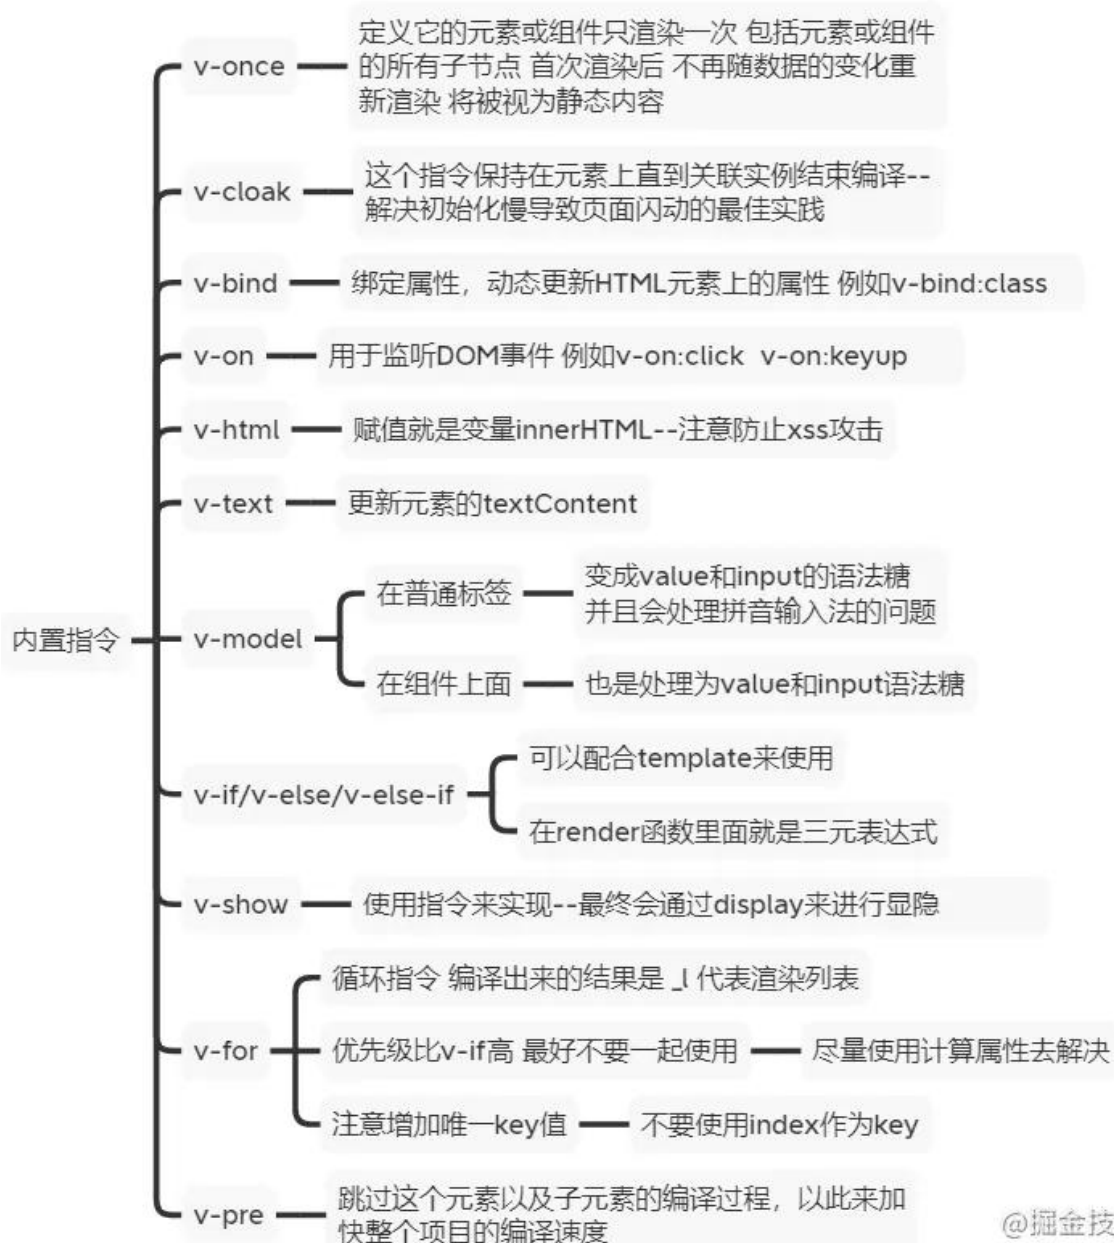 v-once
定义它的元素或组件只渲染一次 包括元素或组件
的所有子节点 首次渲染后 不再随数据的变化重
新渲染 将被视为静态内容
v-cloak
这个指令保持在元素上直到关联实例结束编译--
解决初始化慢导致页面闪动的最佳实践
v-bind
绑定属性，动态更新HTML元素上的属性 例如v-bind:class
v-on
用于监听DOM事件 例如v-on:click v-on:keyup
v-html
赋值就是变量innerHTML--注意防止xss攻击
v-text
更新元素的textContent
内置指令
v-model
在普通标签
变成value和input的语法糖
并且会处理拼音输入法的问题
在组件上面
也是处理为value和input语法糖
v-if/v-else/v-else-if
可以配合template来使用
在render函数里面就是三元表达式
v-show
使用指令来实现--最终会通过display来进行显隐
v-for
循环指令 编译出来的结果是 _l 代表渲染列表
优先级比v-if高 最好不要一起使用
尽量使用计算属性去解决
注意增加唯一key值
不要使用index作为key
v-pre
跳过这个元素以及子元素的编译过程，以此来加
快整个项目的编译速度
@掘金技